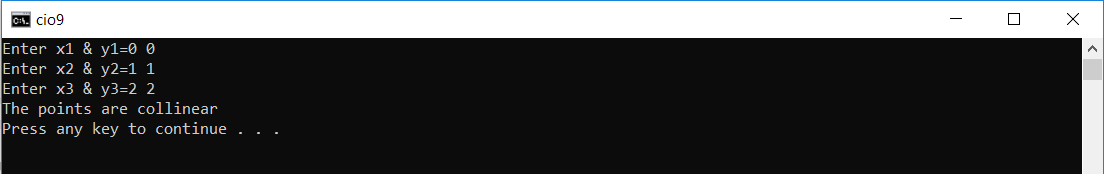 cio9
Enter x1 & y1=0 0
Enter x2 & y2=1 1
Enter x3 & y3=2 2
The points are collinear
Press any key to continue . . .